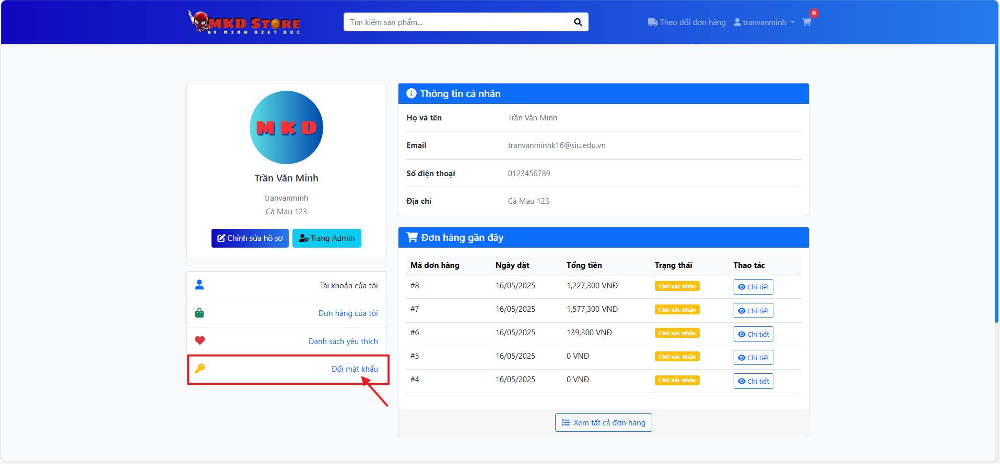 MKD STORE
BY MINH KIET DUC
Tìm kiếm sản phẩm...
Theo dõi đơn hàng
tranvanminh
0
MKD
Trần Văn Minh
tranvanminh
Cà Mau 123
Chỉnh sửa hồ sơ
Trang Admin
Tài khoản của tôi
Đơn hàng của tôi
Danh sách yêu thích
Đổi mật khẩu
Thông tin cá nhân
Họ và tên Trần Văn Minh
Email tranvanminhk16@siu.edu.vn
Số điện thoại 0123456789
Địa chỉ Cà Mau 123
Đơn hàng gần đây
Mã đơn hàng Ngày đặt Tổng tiền Trạng thái Thao tác
#8 16/05/2025 1,227,300 VNĐ Chờ xác nhận Chi tiết
#7 16/05/2025 1,577,300 VNĐ Chờ xác nhận Chi tiết
#6 16/05/2025 139,300 VNĐ Chờ xác nhận Chi tiết
#5 16/05/2025 0 VNĐ Chờ xác nhận Chi tiết
#4 16/05/2025 0 VNĐ Chờ xác nhận Chi tiết
Xem tất cả đơn hàng